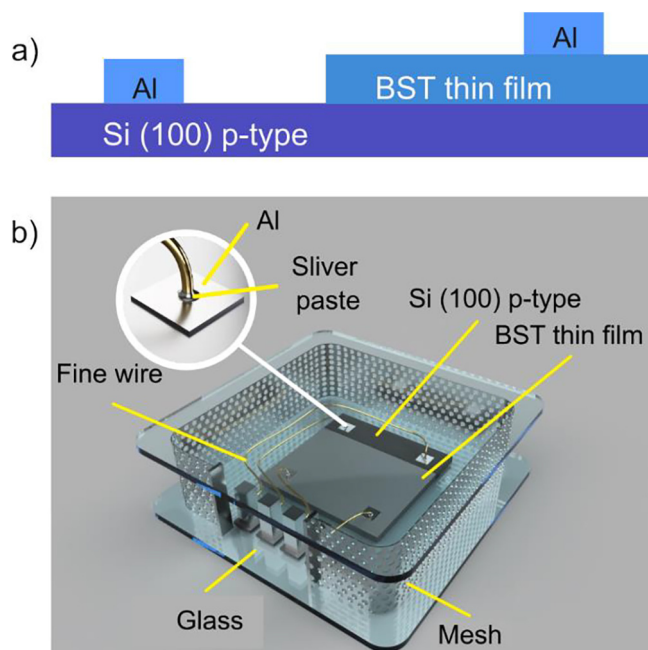 a)
Al
Al
BST thin film
Si (100) p-type
b)
Al
Sliver
paste
Si (100) p-type
BST thin film
Fine wire
Glass
Mesh